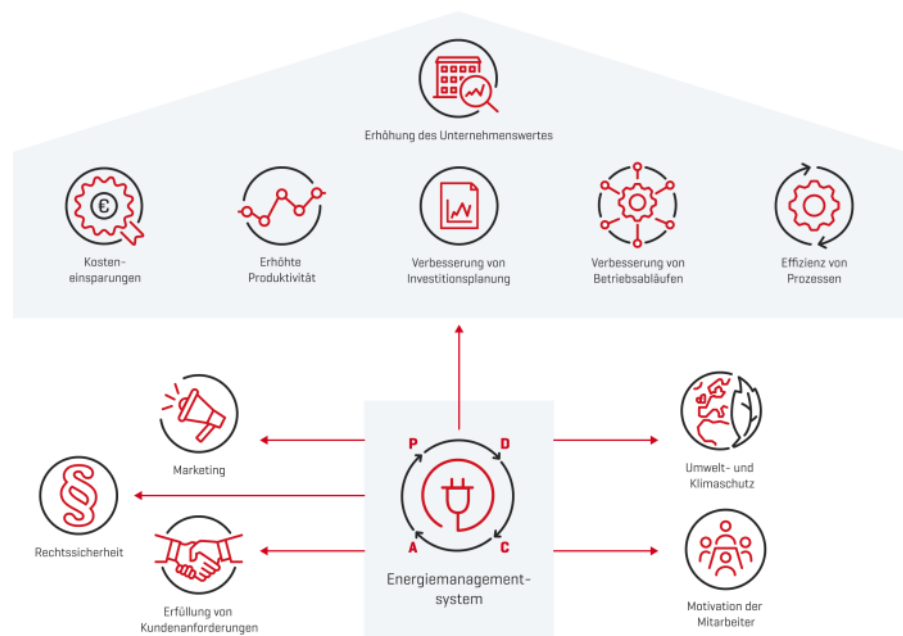 Erhöhung des Unternehmenswertes
€
Kosten-
einsparungen
Erhöhte
Produktivität
Verbesserung von
Investitionsplanung
Verbesserung von
Betriebsabläufen
Effizienz von
Prozessen
Marketing
§
Rechtssicherheit
Erfüllung von
Kundenanforderungen
P
D
A
C
Energiemanagement-
system
Umwelt- und
Klimaschutz
Motivation der
Mitarbeiter